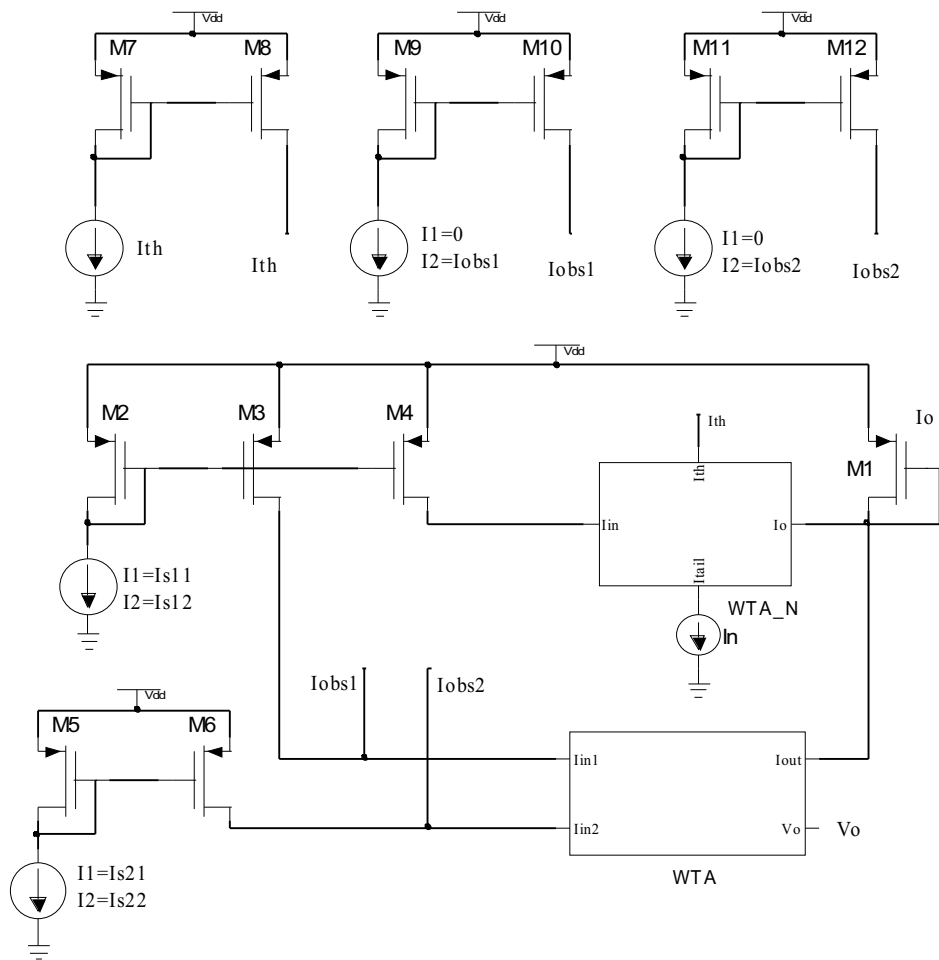 Vdd
Vdd
Vdd
M7
M8
M9
M10
M11
M12
Ith
Ith
I1=0
I2=Iobs1
Iobs1
I1=0
I2=Iobs2
Iobs2
Vdd
M2
M3
M4
Ith
Io
M1
Ith
Iin
Io
Itail
WTA_N
In
I1=Is11
I2=Is12
Iobs1
Iobs2
Vdd
M5
M6
Iin1
Iout
Iin2
Vo
Vo
WTA
I1=Is21
I2=Is22